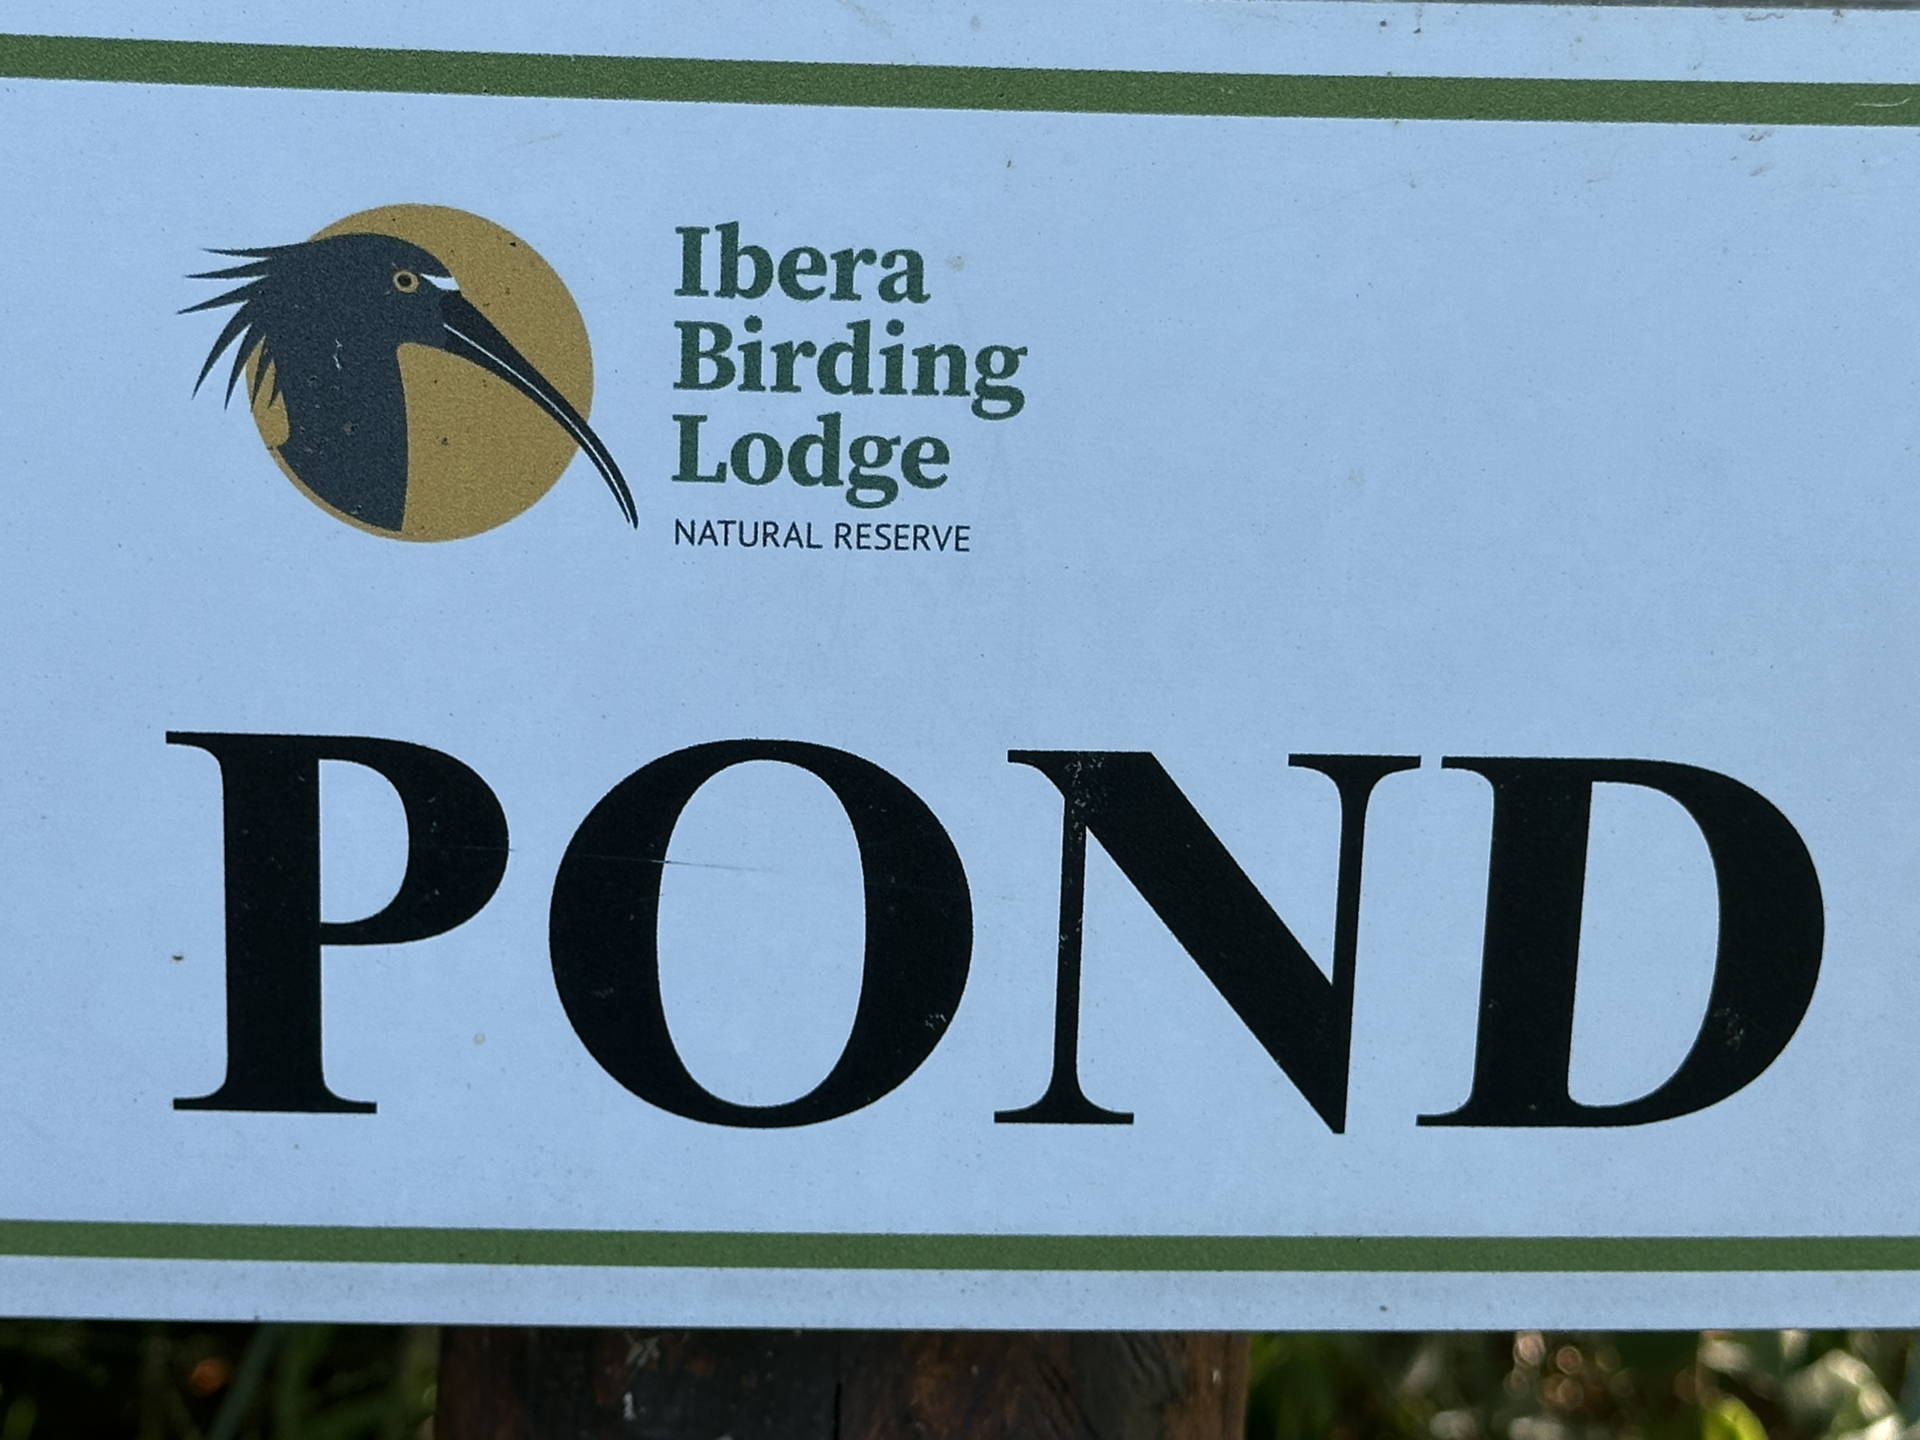 Ibera
Birding
Lodge
NATURAL RESERVE
POND